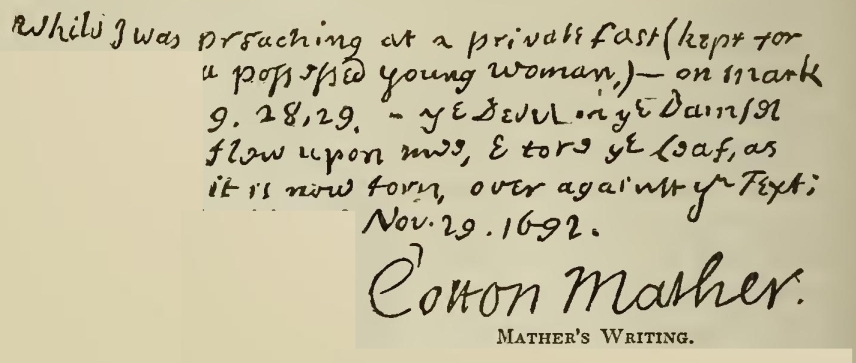 While I was preaching at a private fast (kept for
a possessed young woman,) – on Mark
9. 28, 29. – ye Devil in ye Damsel
flew upon mee, & tore ye leaf, as
it is now torn, over against ye Text;
Nov. 29. 1692.
Cotton Mather.
MATHER'S WRITING.